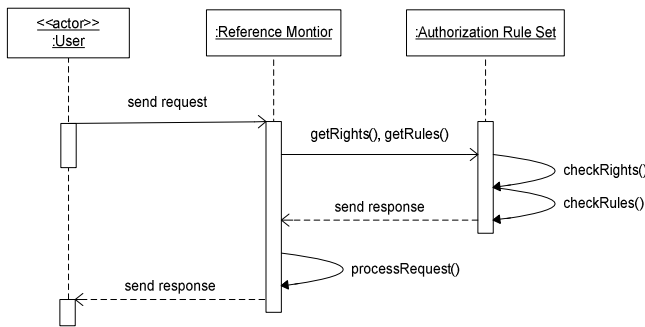 <<actor>>
:User
:Reference Montior
:Authorization Rule Set
send request
getRights(), getRules()
checkRights()
checkRules()
send response
processRequest()
send response